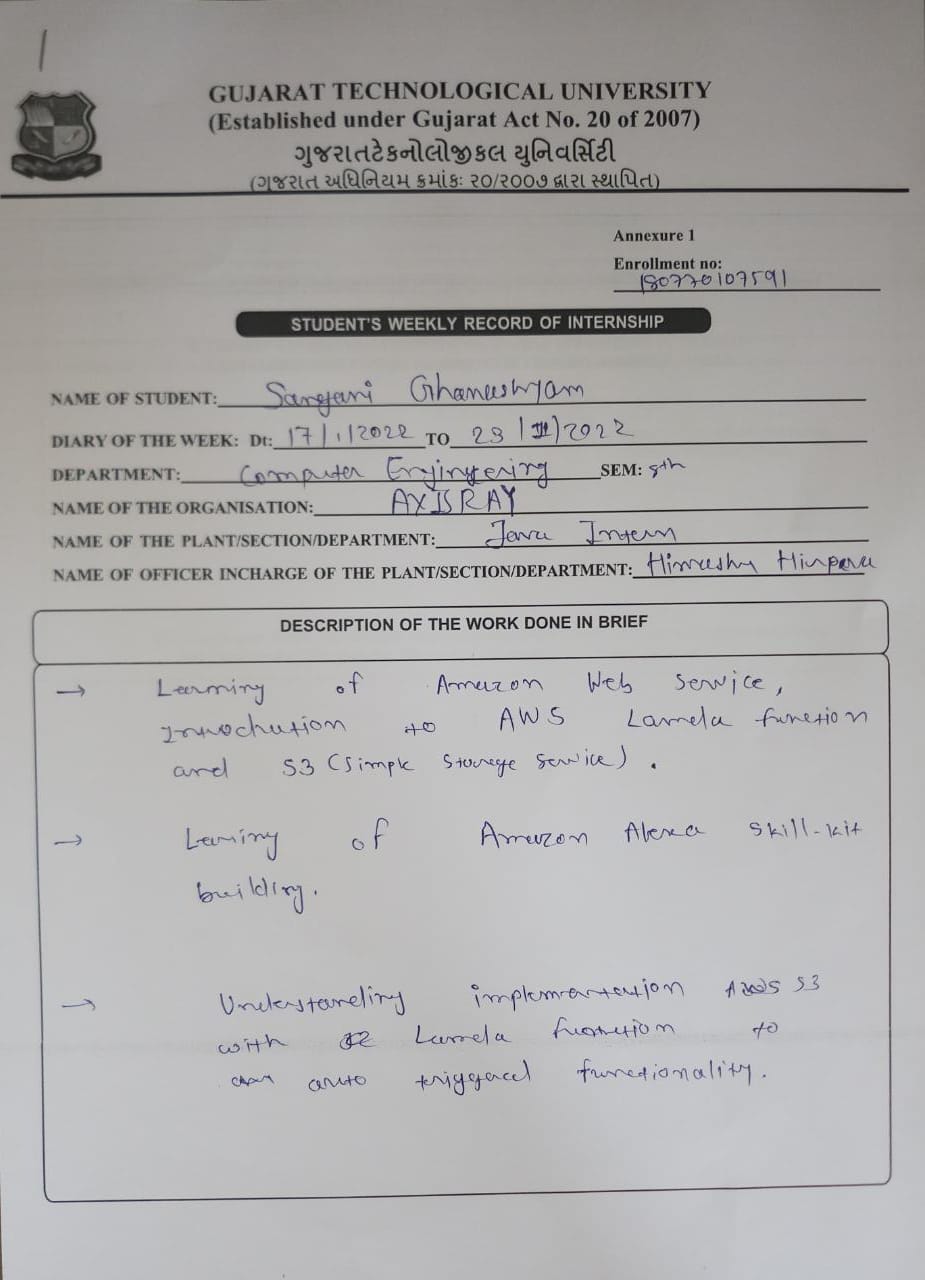 1
GUJARAT TECHNOLOGICAL UNIVERSITY
(Established under Gujarat Act No. 20 of 2007)
ગુજરાતટેકનોલોજીકલ યુનિવર્સિટી
(ગુજરાત અધિનિયમ ક્રમાંકઃ ૨૦/૨૦૦૭ દ્વારા સ્થાપિત)
Annexure 1
Enrollment no:
180770107591
STUDENT'S WEEKLY RECORD OF INTERNSHIP
NAME OF STUDENT: Sangani Ghanashyam
DIARY OF THE WEEK: Dt: 17/1/2022 TO 23/1/2022
DEPARTMENT: Computer Enginnering SEM: 8th
NAME OF THE ORGANISATION: AXISRAY
NAME OF THE PLANT/SECTION/DEPARTMENT: Java Intern
NAME OF OFFICER INCHARGE OF THE PLANT/SECTION/DEPARTMENT: Himashu Hirpara
DESCRIPTION OF THE WORK DONE IN BRIEF
→ Learning of Amazon Web Service,
to AWS Lamda function
and S3 (Simple Storage Service).
→ Learning of Amazon Alexa Skill-kit
building.
→ Understanding implementation AWS S3
with Lamda function to
auto triggered functionality.